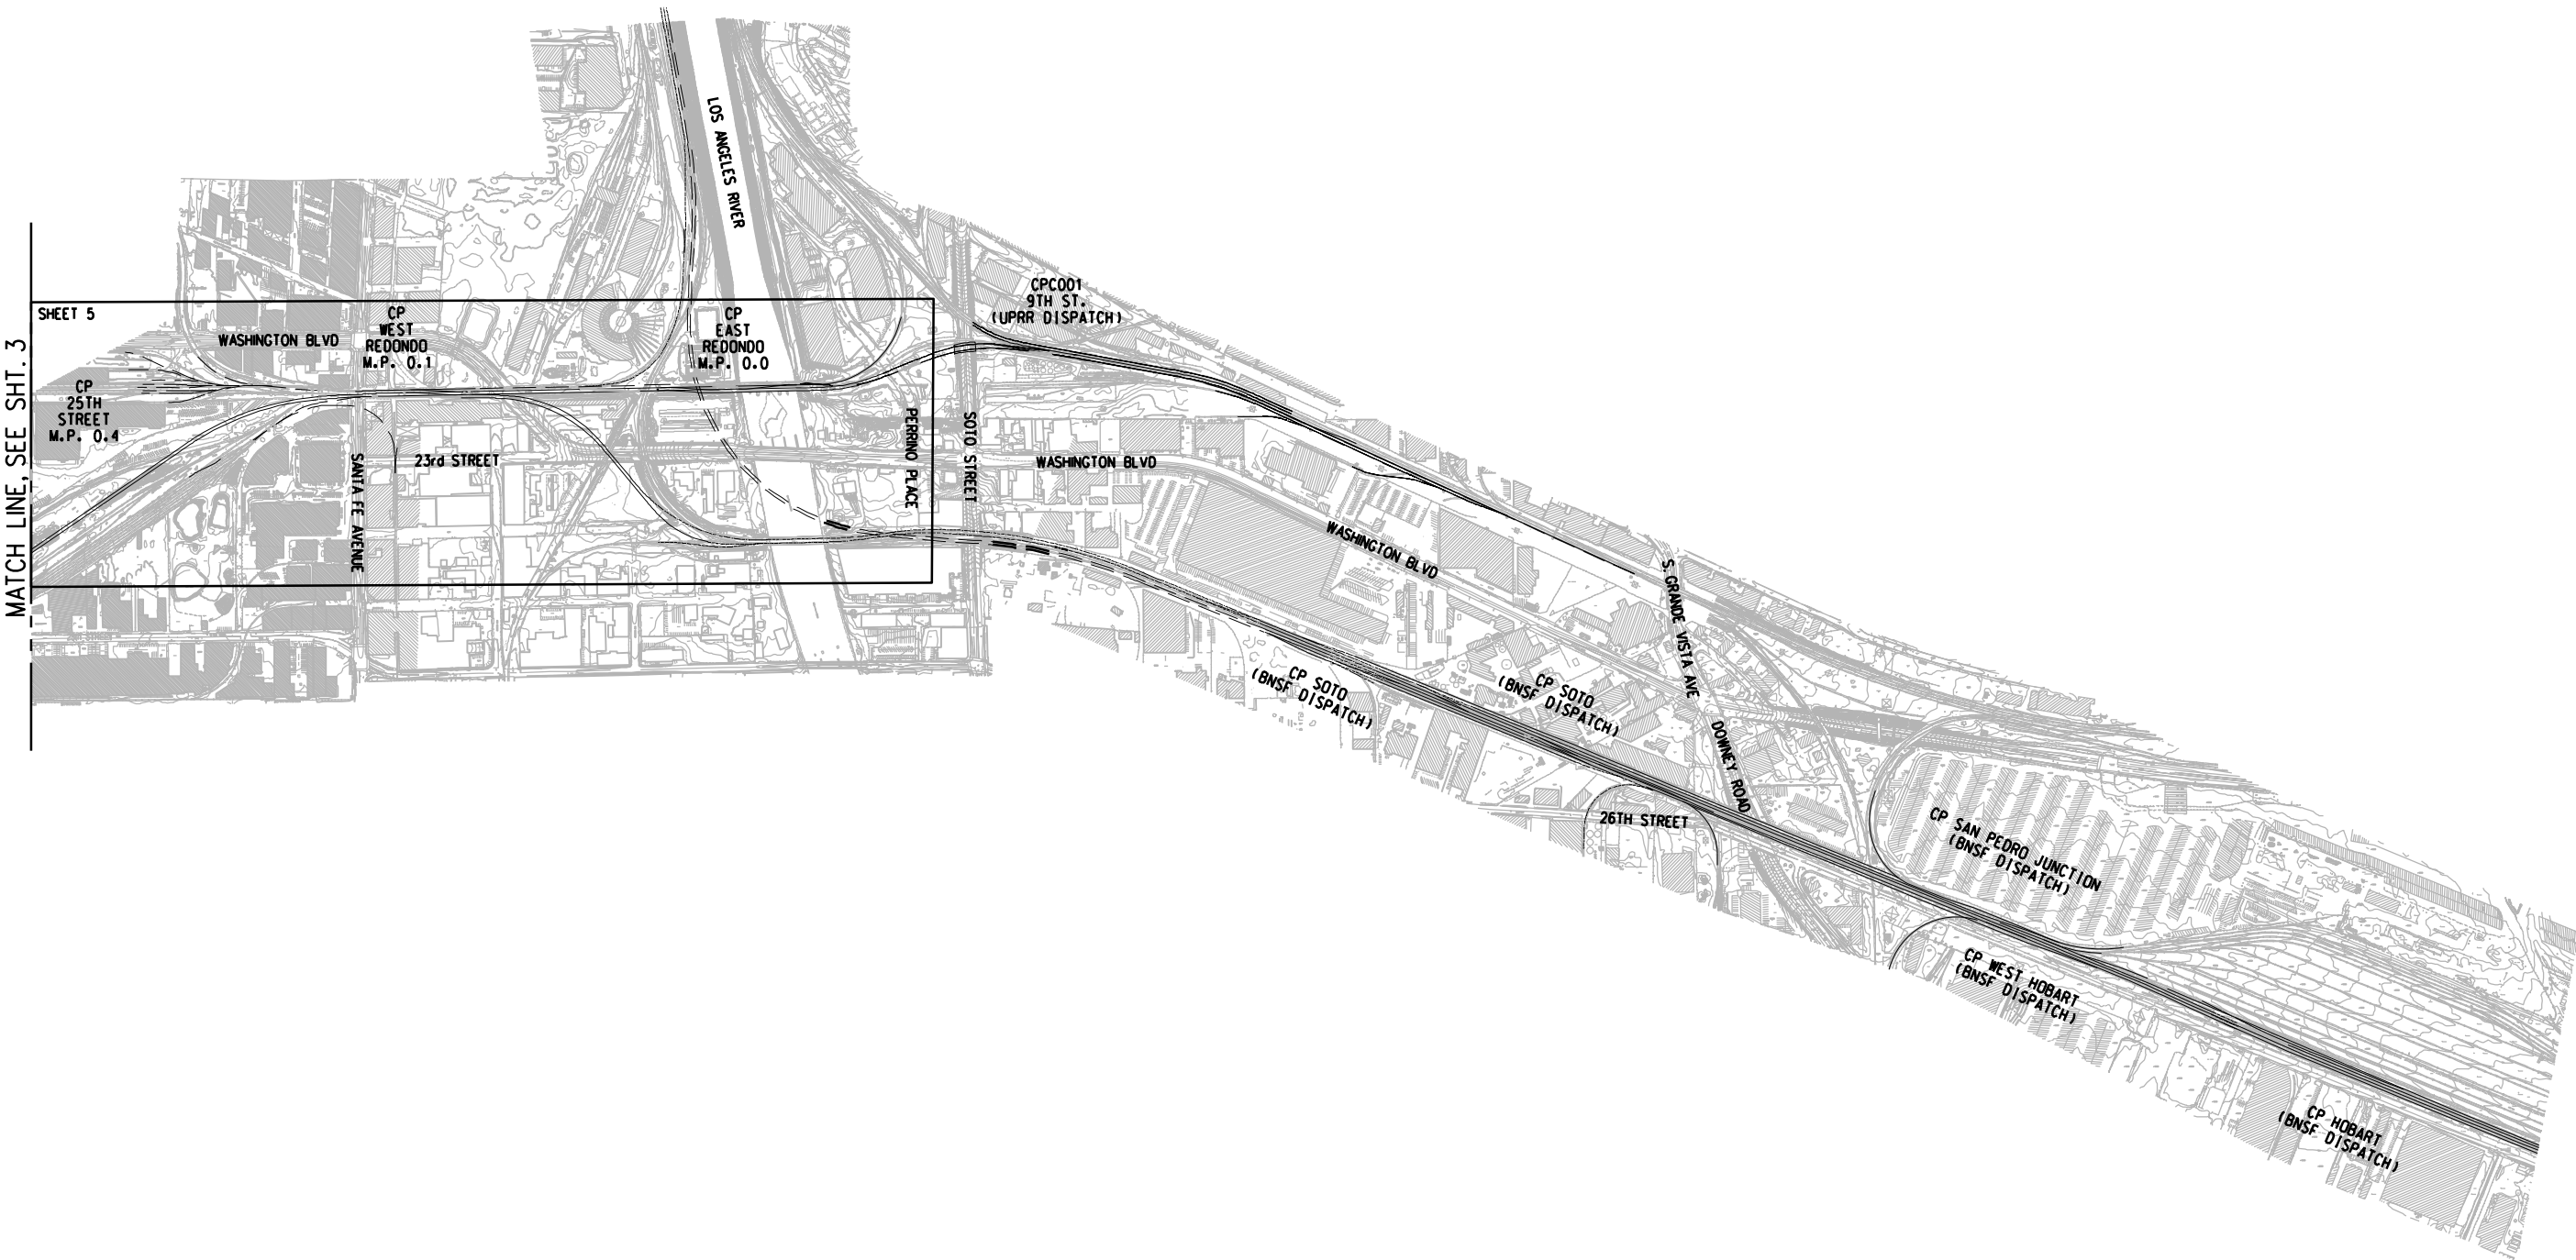 MATCH LINE, SEE SHT. 3
SHEET 5
WASHINGTON BLVD
CP
25TH
STREET
M.P. 0.4
CP
WEST
REDONDO
M.P. 0.1
SANTA FE AVENUE
23rd STREET
LOS ANGELES RIVER
CP
EAST
REDONDO
M.P. 0.0
PERRINO PLACE
SOTO STREET
CPC001
9TH ST.
(UPRR DISPATCH)
WASHINGTON BLVD
WASHINGTON BLVD
CP SOTO
(BNSF DISPATCH)
CP SOTO
(BNSF DISPATCH)
S. GRANDE VISTA AVE
DOWNEY ROAD
26TH STREET
CP SAN PEDRO JUNCTION
(BNSF DISPATCH)
CP WEST HOBART
(BNSF DISPATCH)
CP HOBART
(BNSF DISPATCH)